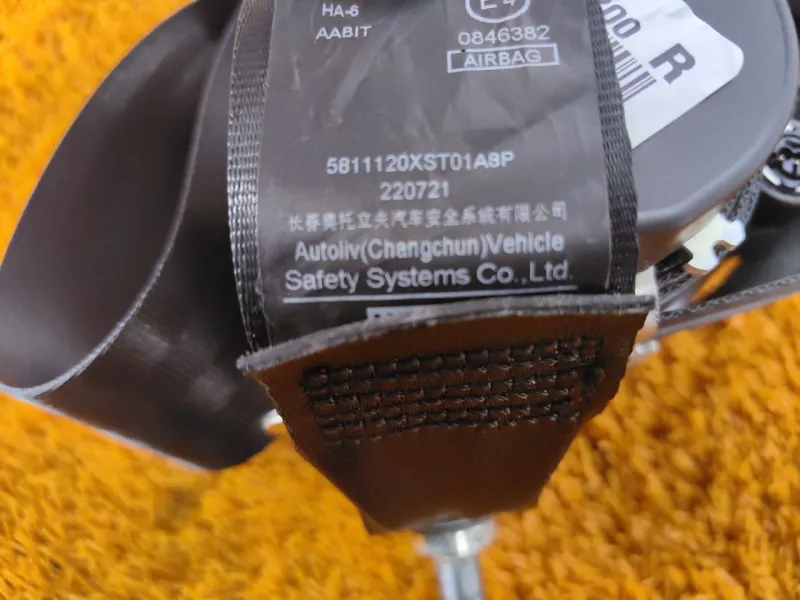 HA-6
AABIT
E4
0846382
AIRBAG
R
5811120XST01A8P
220721
长春奥托立夫汽车安全系统有限公司
Autoliv(Changchun)Vehicle
Safety Systems Co.,Ltd.